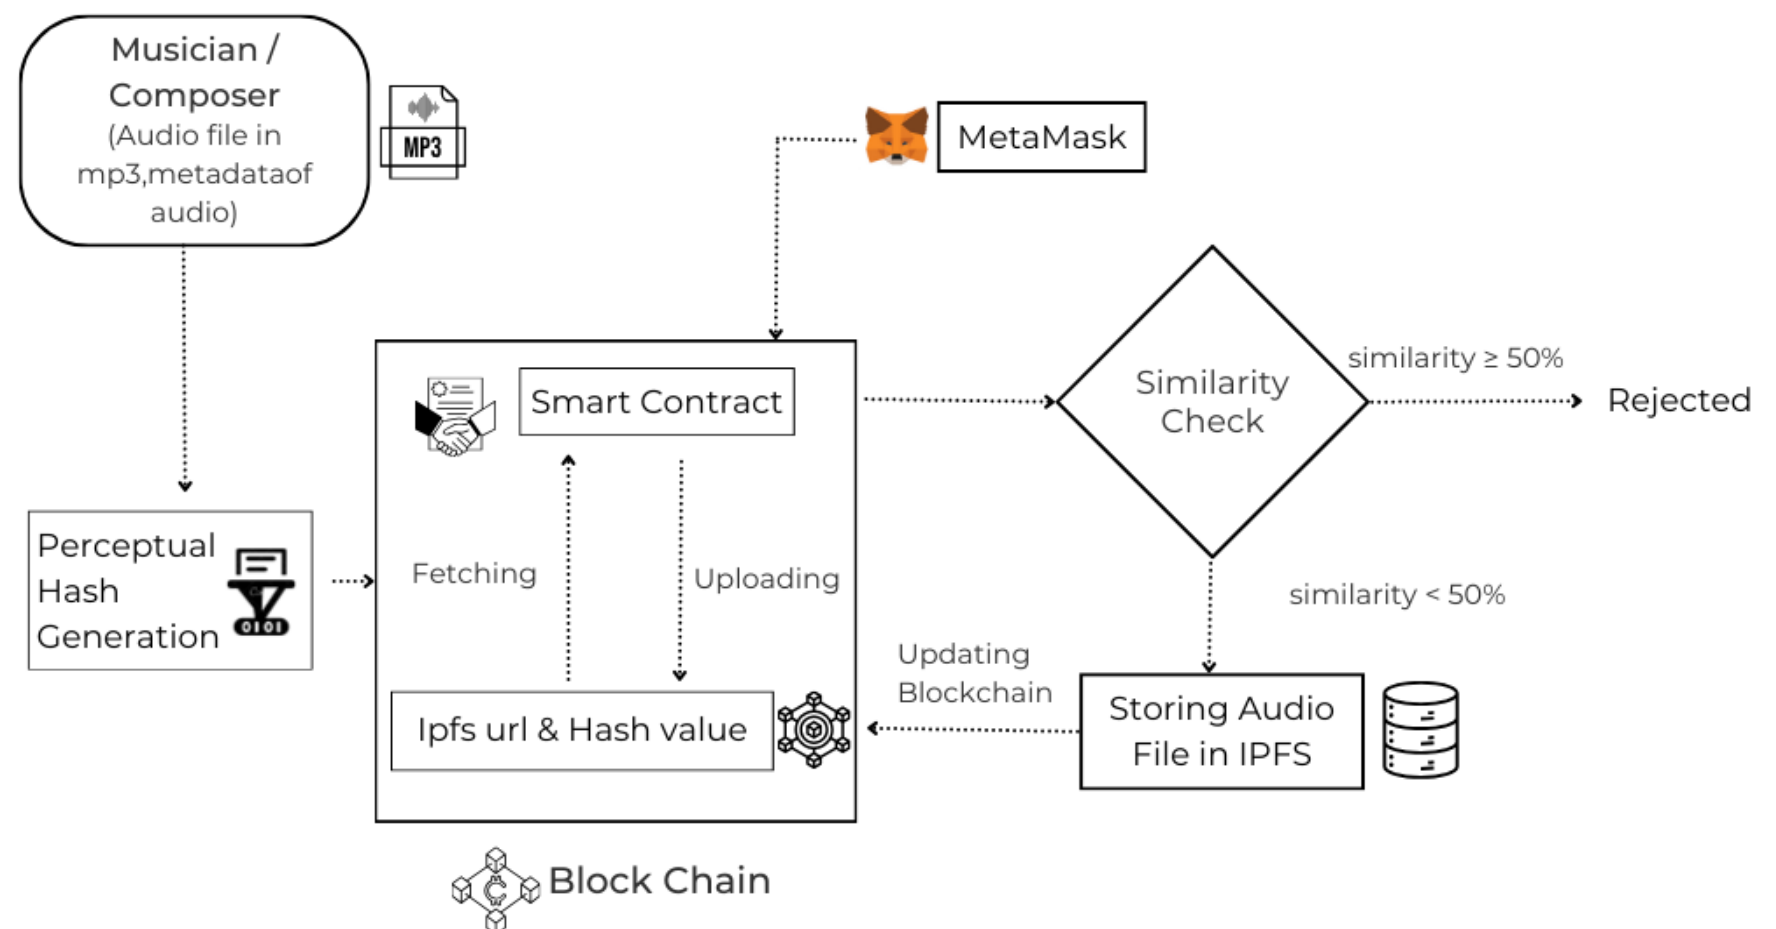 Musician /
Composer
(Audio file in
mp3,metadataof
audio)
MP3
MetaMask
Smart Contract
Similarity
Check
similarity ≥ 50%
Rejected
Perceptual
Hash
Generation
0101
Fetching
Uploading
similarity < 50%
Updating
Blockchain
Ipfs url & Hash value
Storing Audio
File in IPFS
Block Chain